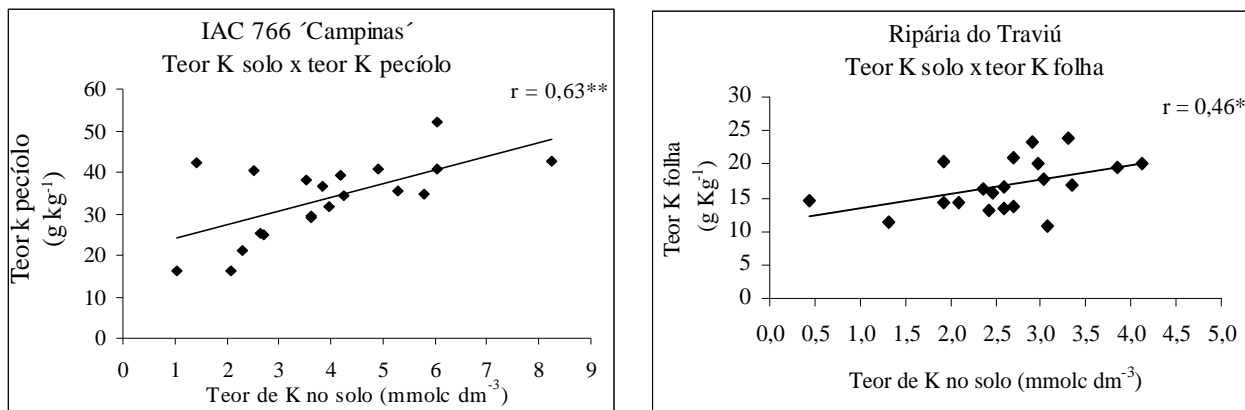 IAC 766 ´Campinas´
Teor K solo x teor K pecíolo
r = 0,63**
Teor k pecíolo
(g kg⁻¹)
60
50
40
30
20
10
0
0 1 2 3 4 5 6 7 8 9
Teor de K no solo (mmolc dm⁻³)
Ripária do Traviú
Teor K solo x teor K folha
r = 0,46*
Teor K folha
(g Kg⁻¹)
30
25
20
15
10
5
0
0,0 0,5 1,0 1,5 2,0 2,5 3,0 3,5 4,0 4,5 5,0
Teor de K no solo (mmolc dm⁻³)